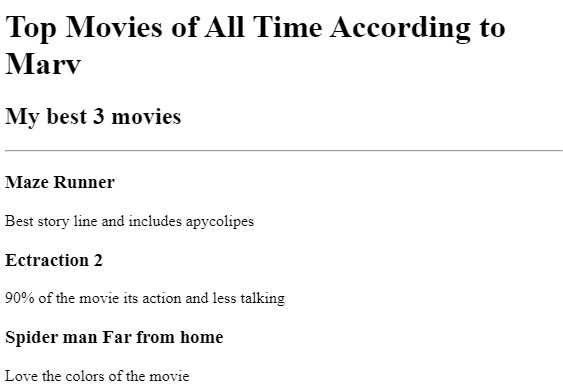 Top Movies of All Time According to
Marv
My best 3 movies
Maze Runner
Best story line and includes apycolipes
Ectraction 2
90% of the movie its action and less talking
Spider man Far from home
Love the colors of the movie